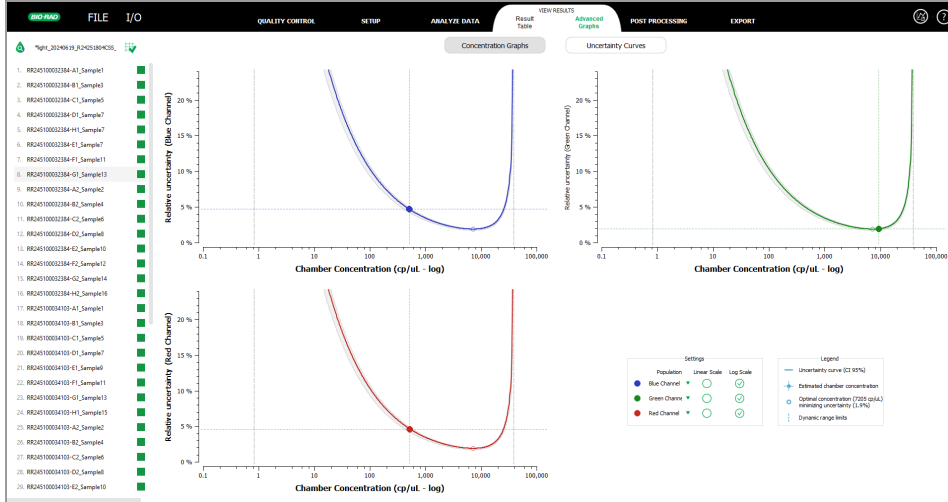 BIO-RAD FILE I/O QUALITY CONTROL SETUP ANALYZE DATA VIEW RESULTS Result Table Advanced Graphs POST PROCESSING EXPORT
*light_20240619_R24251804CSS_
Concentration Graphs Uncertainty Curves
1. RR245100032384-A1_Sample1
2. RR245100032384-B1_Sample3
3. RR245100032384-C1_Sample5
4. RR245100032384-D1_Sample7
5. RR245100032384-H1_Sample7
6. RR245100032384-E1_Sample7
7. RR245100032384-F1_Sample11
8. RR245100032384-G1_Sample13
9. RR245100032384-A2_Sample2
10. RR245100032384-B2_Sample4
11. RR245100032384-C2_Sample6
12. RR245100032384-D2_Sample8
13. RR245100032384-E2_Sample10
14. RR245100032384-F2_Sample12
15. RR245100032384-G2_Sample14
16. RR245100032384-H2_Sample16
17. RR245100034103-A1_Sample1
18. RR245100034103-B1_Sample3
19. RR245100034103-C1_Sample5
20. RR245100034103-D1_Sample7
21. RR245100034103-E1_Sample9
22. RR245100034103-F1_Sample11
23. RR245100034103-G1_Sample13
24. RR245100034103-H1_Sample15
25. RR245100034103-A2_Sample2
26. RR245100034103-B2_Sample4
27. RR245100034103-C2_Sample6
28. RR245100034103-D2_Sample8
29. RR245100034103-E2_Sample10
Relative uncertainty (Blue Channel)
20 %
15 %
10 %
5 %
0 %
0.1 1 10 100 1,000 10,000 100,000
Chamber Concentration (cp/uL - log)
Relative uncertainty (Green Channel)
20 %
15 %
10 %
5 %
0 %
0.1 1 10 100 1,000 10,000 100,000
Chamber Concentration (cp/uL - log)
Relative uncertainty (Red Channel)
20 %
15 %
10 %
5 %
0 %
0.1 1 10 100 1,000 10,000 100,000
Chamber Concentration (cp/uL - log)
Settings
Population Linear Scale Log Scale
Blue Channel
Green Channe
Red Channel
Legend
Uncertainty curve (CI 95%)
Estimated chamber concentration
Optimal concentration (7205 cp/uL)
minimizing uncertainty (1.9%)
Dynamic range limits